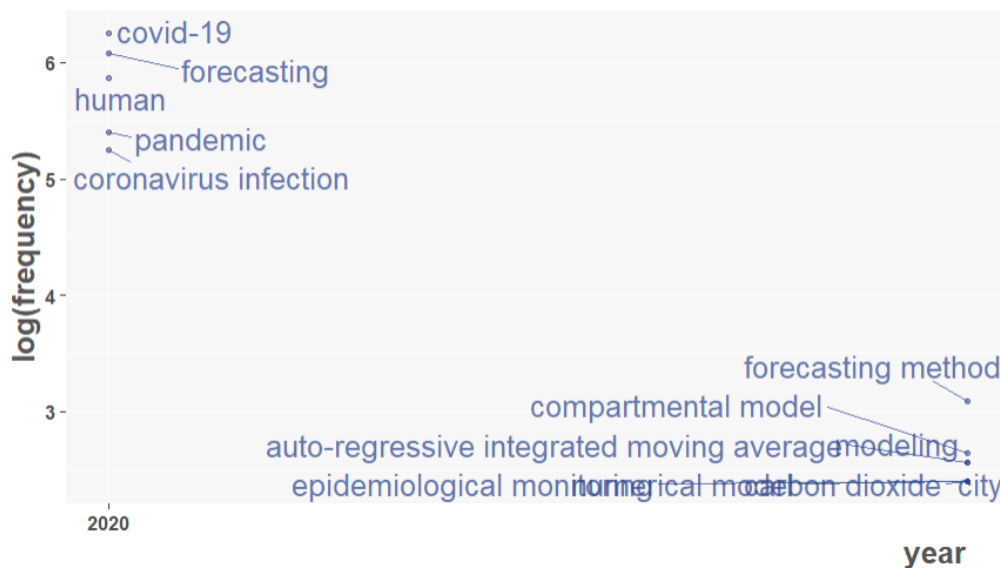 covid-19
6
forecasting
human
pandemic
5
coronavirus infection
log(frequency)
4
forecasting method
3
compartmental model
auto-regressive integrated moving average
modeling
epidemiological monitoring
numerical model
carbon dioxide
city
2020
year